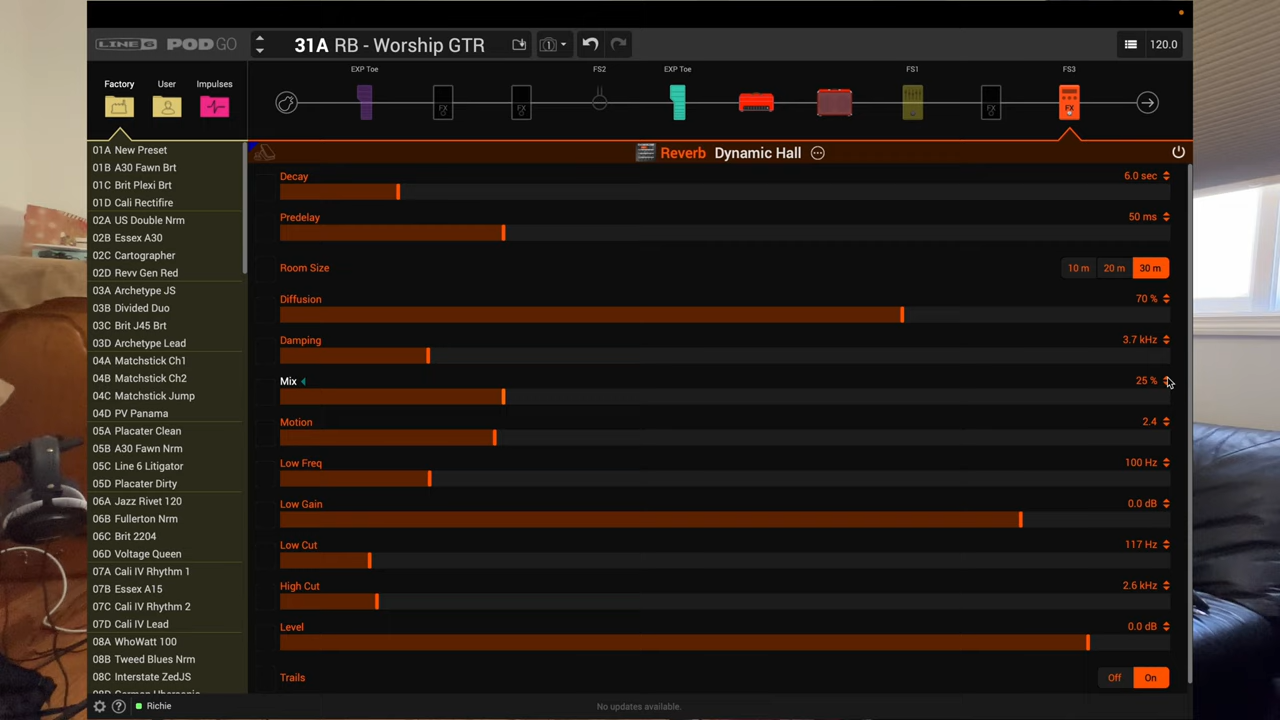 LINE 6 POD GO
31A RB - Worship GTR
120.0
Factory
User
Impulses
EXP Toe
FS2
EXP Toe
FS1
FS3
FX
FX
FX
FX
Reverb Dynamic Hall
01A New Preset
01B A30 Fawn Brt
01C Brit Plexi Brt
01D Cali Rectifire
02A US Double Nrm
02B Essex A30
02C Cartographer
02D Revv Gen Red
03A Archetype JS
03B Divided Duo
03C Brit J45 Brt
03D Archetype Lead
04A Matchstick Ch1
04B Matchstick Ch2
04C Matchstick Jump
04D PV Panama
05A Placater Clean
05B A30 Fawn Nrm
05C Line 6 Litigator
05D Placater Dirty
06A Jazz Rivet 120
06B Fullerton Nrm
06C Brit 2204
06D Voltage Queen
07A Cali IV Rhythm 1
07B Essex A15
07C Cali IV Rhythm 2
07D Cali IV Lead
08A WhoWatt 100
08B Tweed Blues Nrm
08C Interstate ZedJS
Decay 6.0 sec
Predelay 50 ms
Room Size 10 m 20 m 30 m
Diffusion 70 %
Damping 3.7 kHz
Mix 25 %
Motion 2.4
Low Freq 100 Hz
Low Gain 0.0 dB
Low Cut 117 Hz
High Cut 2.6 kHz
Level 0.0 dB
Trails Off On
Richie
No updates available.